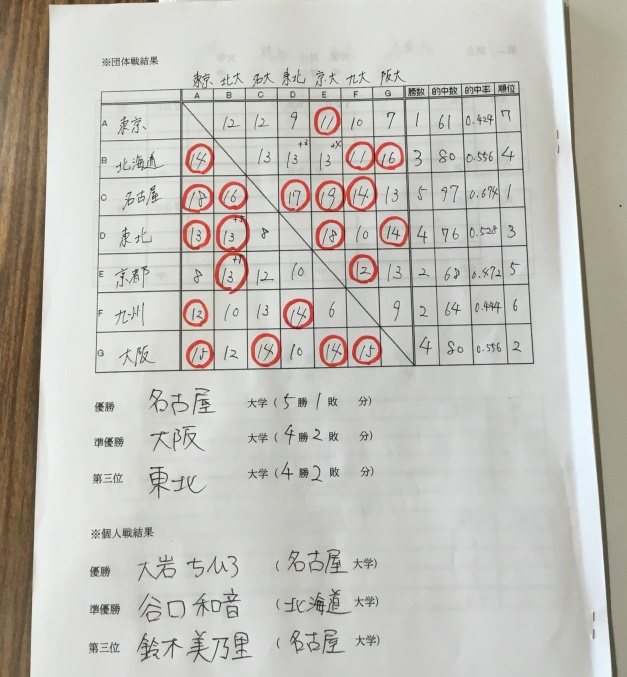 ※団体戦結果
東京 北大 名大 東北 京大 九大 阪大
A B C D E F G 勝数 的中数 的中率 順位
A 東京 12 12 9 11 10 7 1 61 0.424 7
B 北海道 14 13 13+2 13+4 11 16 3 80 0.556 4
C 名古屋 18 16 17 19 14 13 5 97 0.674 1
D 東北 13 13+3 8 18 10 14 4 76 0.528 3
E 京都 8 13+7 12 10 12 13 2 68 0.472 5
F 九州 12 10 13 14 6 9 2 64 0.444 6
G 大阪 15 12 14 10 14 15 4 80 0.556 2
優勝 名古屋 大学(5勝1敗 分)
準優勝 大阪 大学(4勝2敗 分)
第三位 東北 大学(4勝2敗 分)
※個人戦結果
優勝 大岩 ちひろ (名古屋 大学)
準優勝 谷口 和音 (北海道 大学)
第三位 鈴木 美乃里 (名古屋 大学)